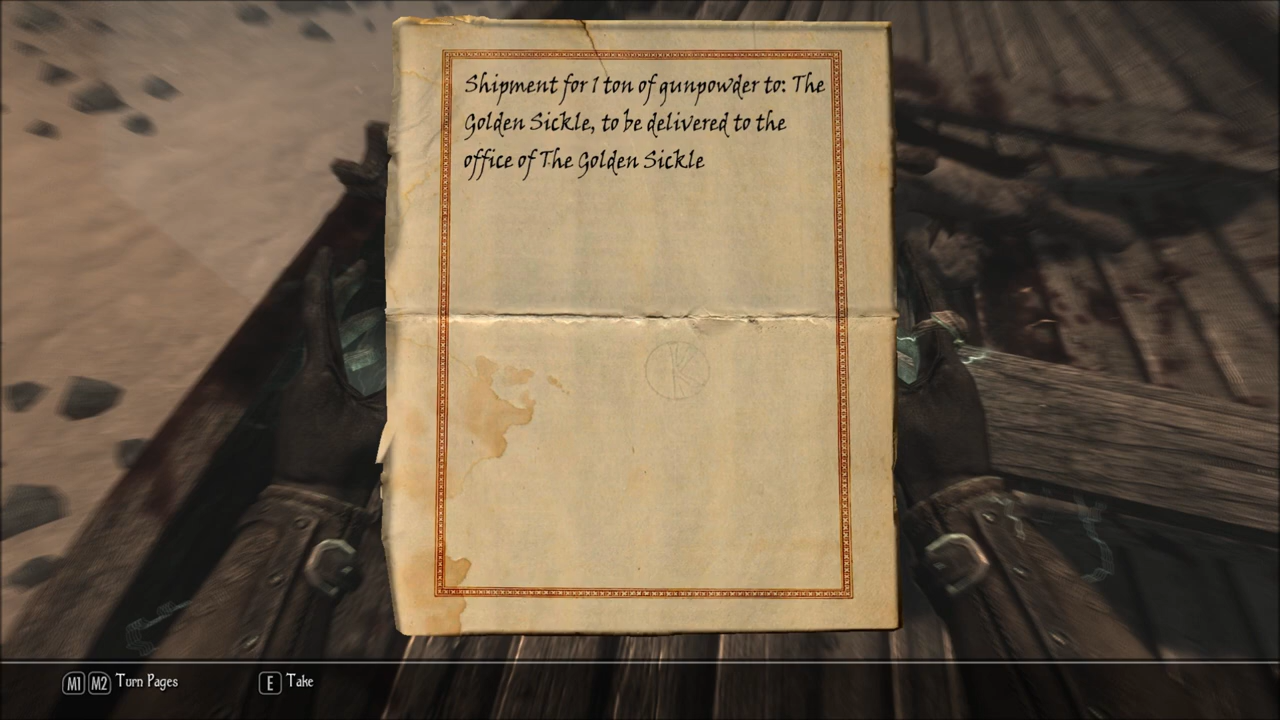 Shipment for 1 ton of gunpowder to: The
Golden Sickle, to be delivered to the
office of The Golden Sickle
K
M1 M2 Turn Pages
E Take